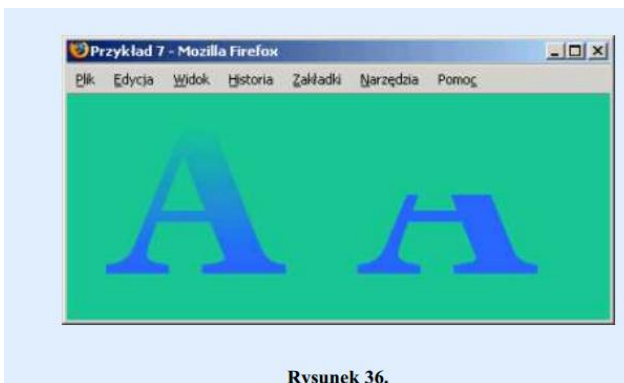 Przykład 7 - Mozilla Firefox
Plik Edycja Widok Historia Zakładki Narzędzia Pomoc
A A
Rysunek 36.